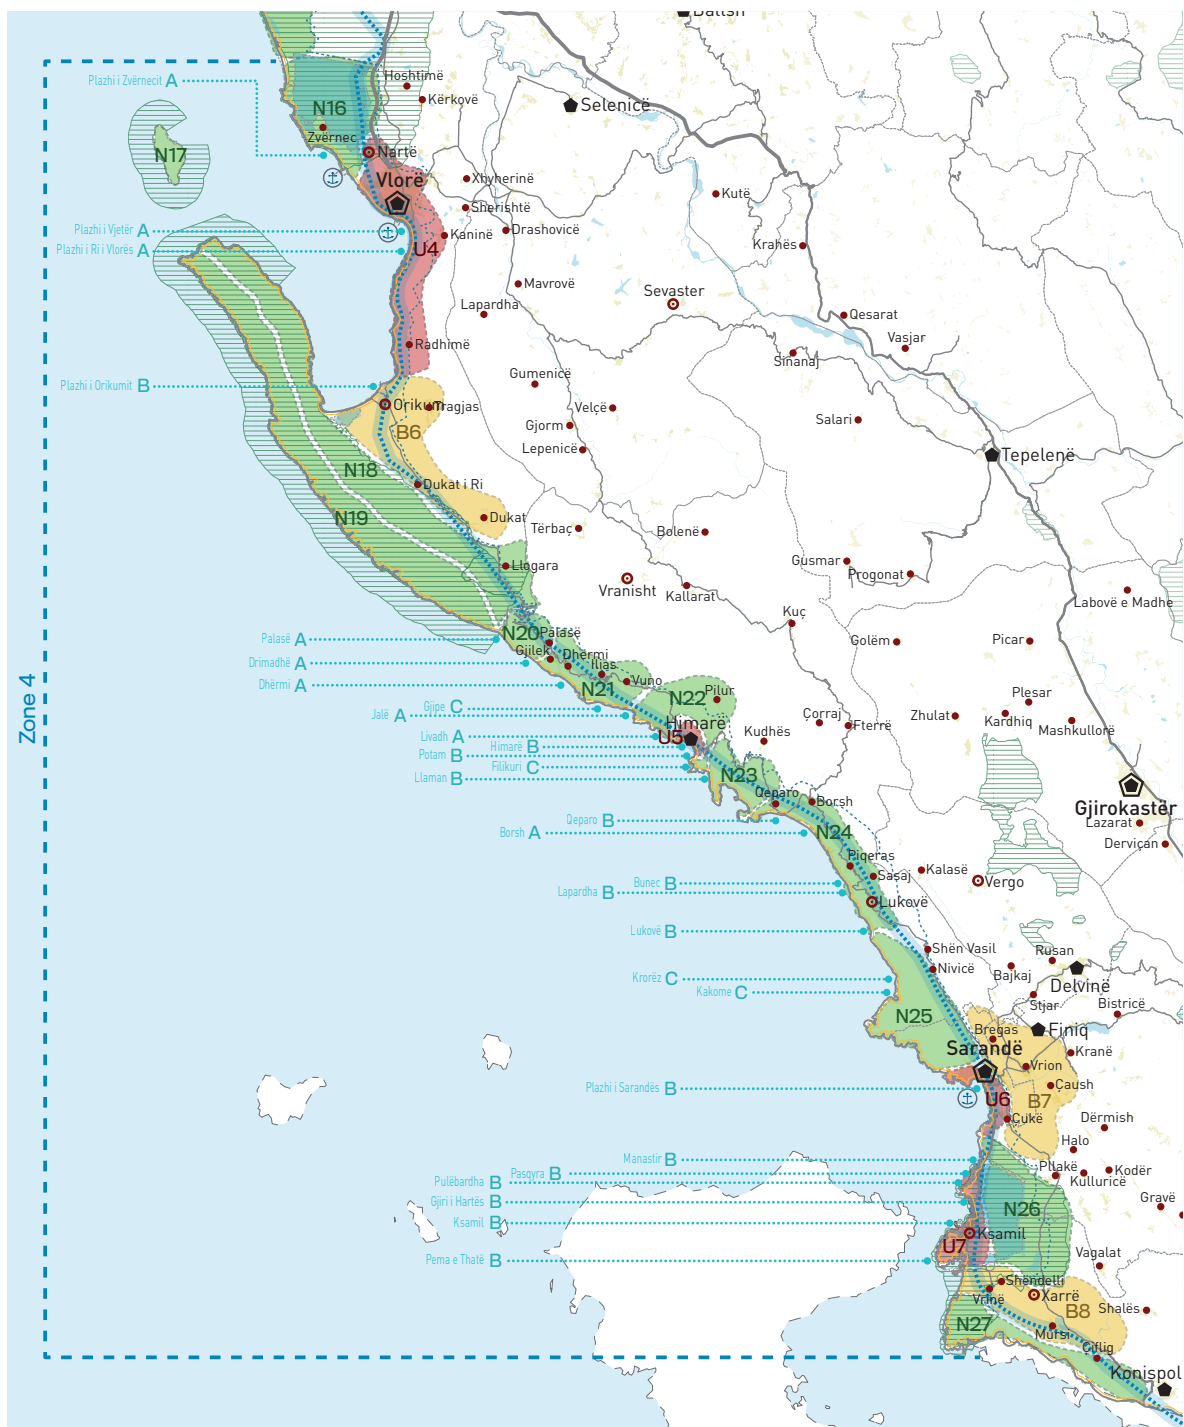 Ballsh
Plazhi i Zvërnecit A
Hoshtimë
Kërkovë
Selenicë
N16
Zvërnec
N17
Nartë
Vlorë
Xhyherinë
Kutë
Sherishtë
Plazhi i Vjetër A
Drashovicë
Kaninë
Plazhi i Ri i Vlorës A
U4
Krahës
Mavrovë
Sevaster
Lapardha
Qesarat
Radhimë
Vasjar
Sinanaj
Gumenicë
Plazhi i Orikumit B
Orikum
Tragjas
Velçë
Salari
Gjorm
B6
Lepenicë
Tepelenë
N18
Dukat i Ri
N19
Dukat
Tërbaç
Bolenë
Llogara
Gusmar
Progonat
Vranisht
Kallarat
Labovë e Madhe
Kuç
N20
Palasë
Palasë A
Golëm
Picar
Gjilek
Dhërmi
Drimadhë A
Ilias
Dhërmi A
N21
Vuno
N22
Pilur
Plesar
Gjipe C
Jalë A
Çorraj
Fterrë
Zhulat
Kardhiq
Mashkullorë
Himarë
U5
Livadh A
Kudhës
Himarë B
Potam B
Filikuri C
Llaman B
N23
Qeparo
Borsh
Gjirokastër
Qeparo B
Lazarat
Borsh A
N24
Derviçan
Piqeras
Sasaj
Kalasë
Bunec B
Vergo
Lapardha B
Lukovë
Lukovë B
Shën Vasil
Rusan
Nivicë
Bajkaj
Krorëz C
Delvinë
Kakome C
Stjar
Bistricë
N25
Bregas
Finiq
Sarandë
Kranë
Vrion
Plazhi i Sarandës B
Çaush
U6
B7
Çukë
Dërmish
Halo
Manastir B
Pllakë
Kodër
Pasqyra B
Kulluricë
Pulëbardha B
Gjiri i Hartës B
N26
Gravë
Ksamil B
Ksamil
U7
Vagalat
Pema e Thatë B
Shëndelli
Vrinë
Xarrë
B8
Shalës
N27
Mursi
Çiflig
Konispol
Zone 4